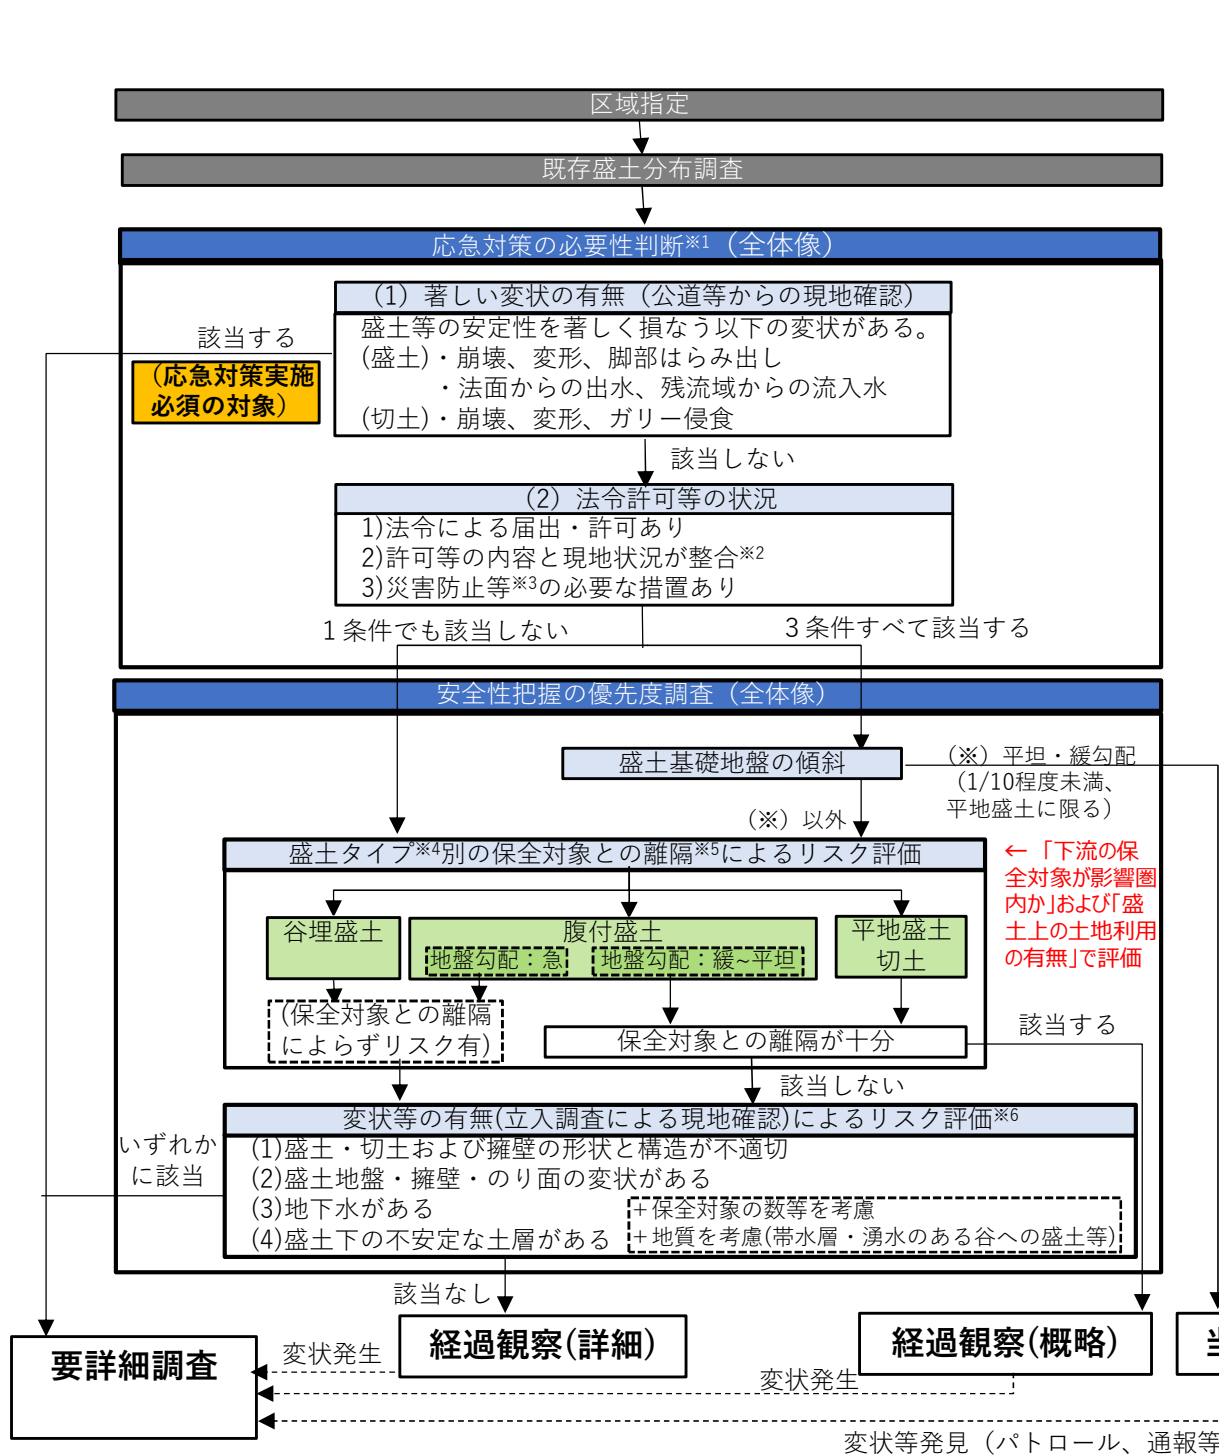 区域指定
既存盛土分布調査
応急対策の必要性判断※1（全体像）
(1）著しい変状の有無（公道等からの現地確認）
盛土等の安定性を著しく損なう以下の変状がある。
(盛土)・崩壊、変形、脚部はらみ出し
・法面からの出水、残流域からの流入水
(切土)・崩壊、変形、ガリー侵食
該当する
（応急対策実施
必須の対象）
該当しない
(2）法令許可等の状況
1)法令による届出・許可あり
2)許可等の内容と現地状況が整合※2
3)災害防止等※3の必要な措置あり
１条件でも該当しない
３条件すべて該当する
安全性把握の優先度調査（全体像）
盛土基礎地盤の傾斜
（※）平坦・緩勾配
（1/10程度未満、
平地盛土に限る）
（※）以外
盛土タイプ※4別の保全対象との離隔※5によるリスク評価
←「下流の保
全対象が影響圏
内か」および「盛
土上の土地利用
の有無」で評価
谷埋盛土
腹付盛土
地盤勾配：急
地盤勾配：緩~平坦
平地盛土
切土
(保全対象との離隔
によらずリスク有)
保全対象との離隔が十分
該当する
該当しない
変状等の有無(立入調査による現地確認)によるリスク評価※6
いずれか
に該当
(1)盛土・切土および擁壁の形状と構造が不適切
(2)盛土地盤・擁壁・のり面の変状がある
(3)地下水がある
(4)盛土下の不安定な土層がある
＋保全対象の数等を考慮
＋地質を考慮(帯水層・湧水のある谷への盛土等)
該当なし
要詳細調査
変状発生
経過観察(詳細)
経過観察(概略)
変状発生
変状等発見（パトロール、通報等